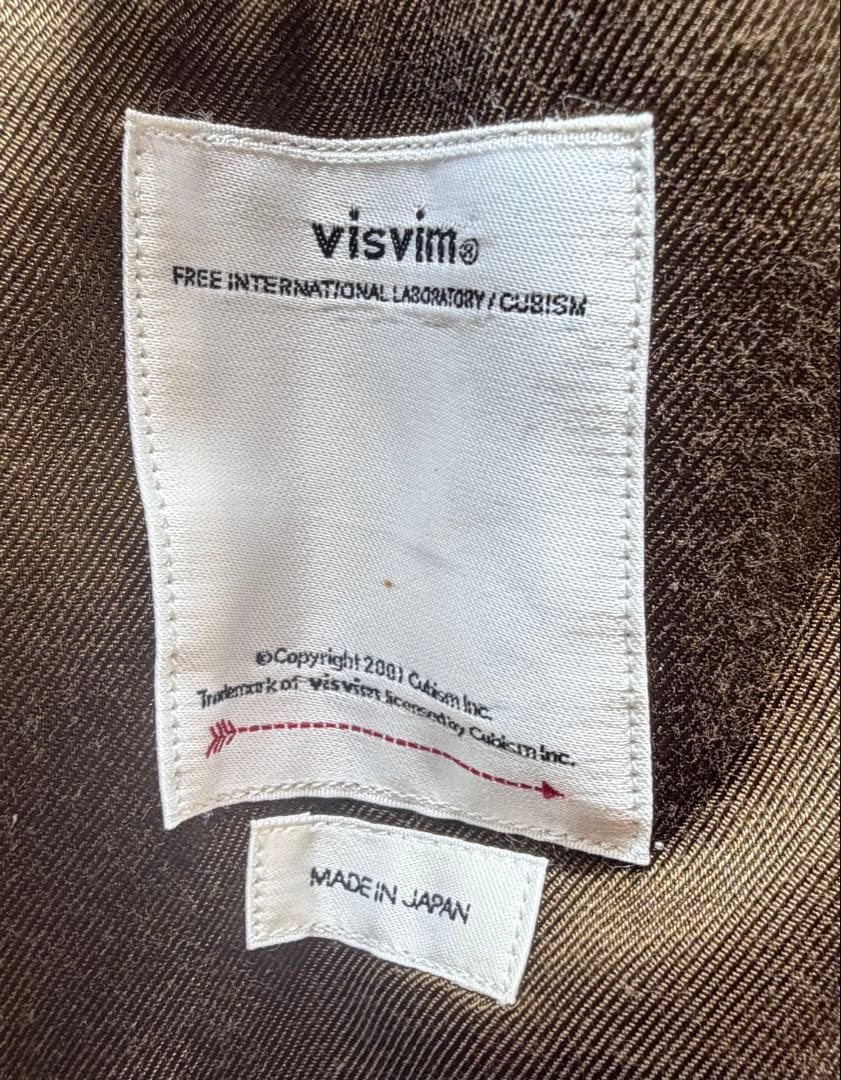 visvim®
FREE INTERNATIONAL LABORATORY / CUBISM
©Copyright 2001 Cubism Inc.
Trademark of visvim licensed by Cubism Inc.
MADE IN JAPAN